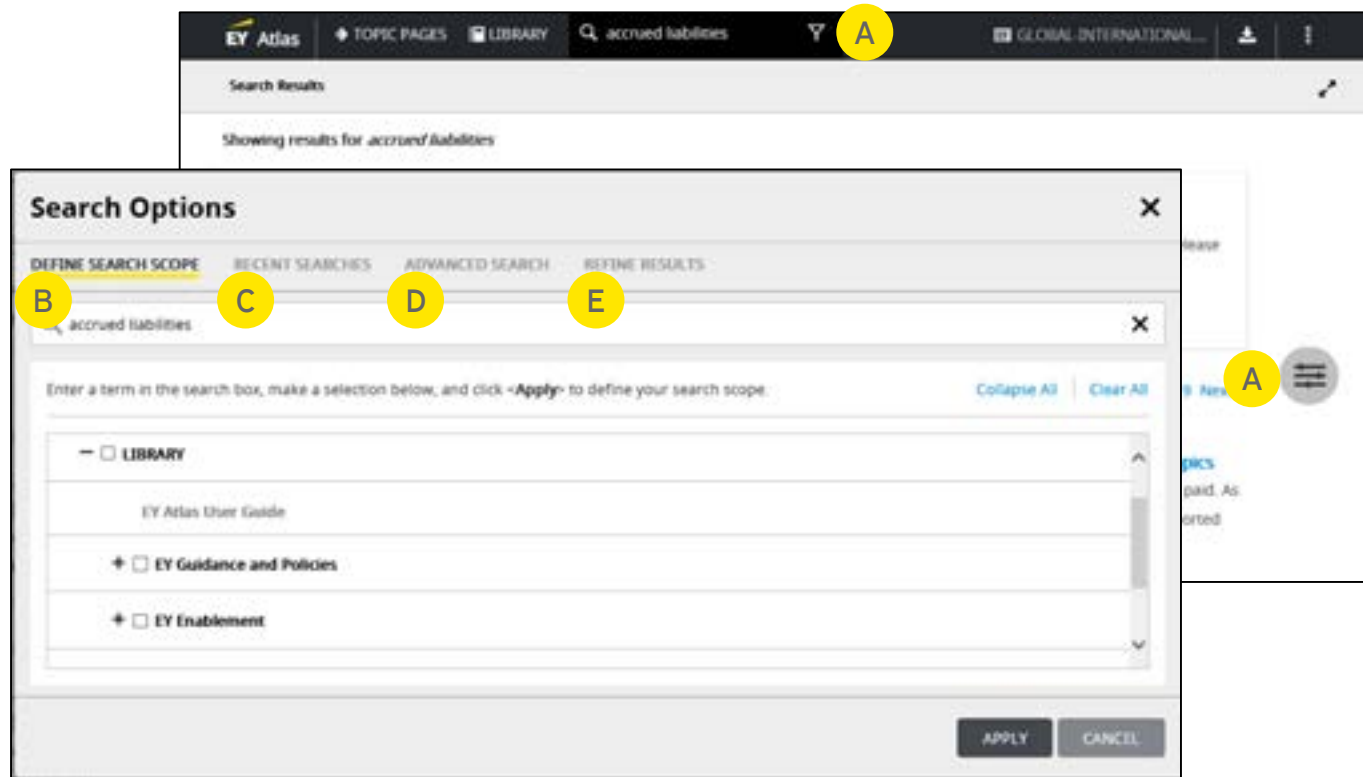 EY Atlas TOPIC PAGES LIBRARY accrued liabilities A GLOBAL INTERNATIONAL...
Search Results
Showing results for accrued liabilities
Search Options
DEFINE SEARCH SCOPE RECENT SEARCHES ADVANCED SEARCH REFINE RESULTS
B C D E
accrued liabilities
Enter a term in the search box, make a selection below, and click <Apply> to define your search scope.
Collapse All Clear All
LIBRARY
EY Atlas User Guide
EY Guidance and Policies
EY Enablement
APPLY CANCEL
A
paid. As